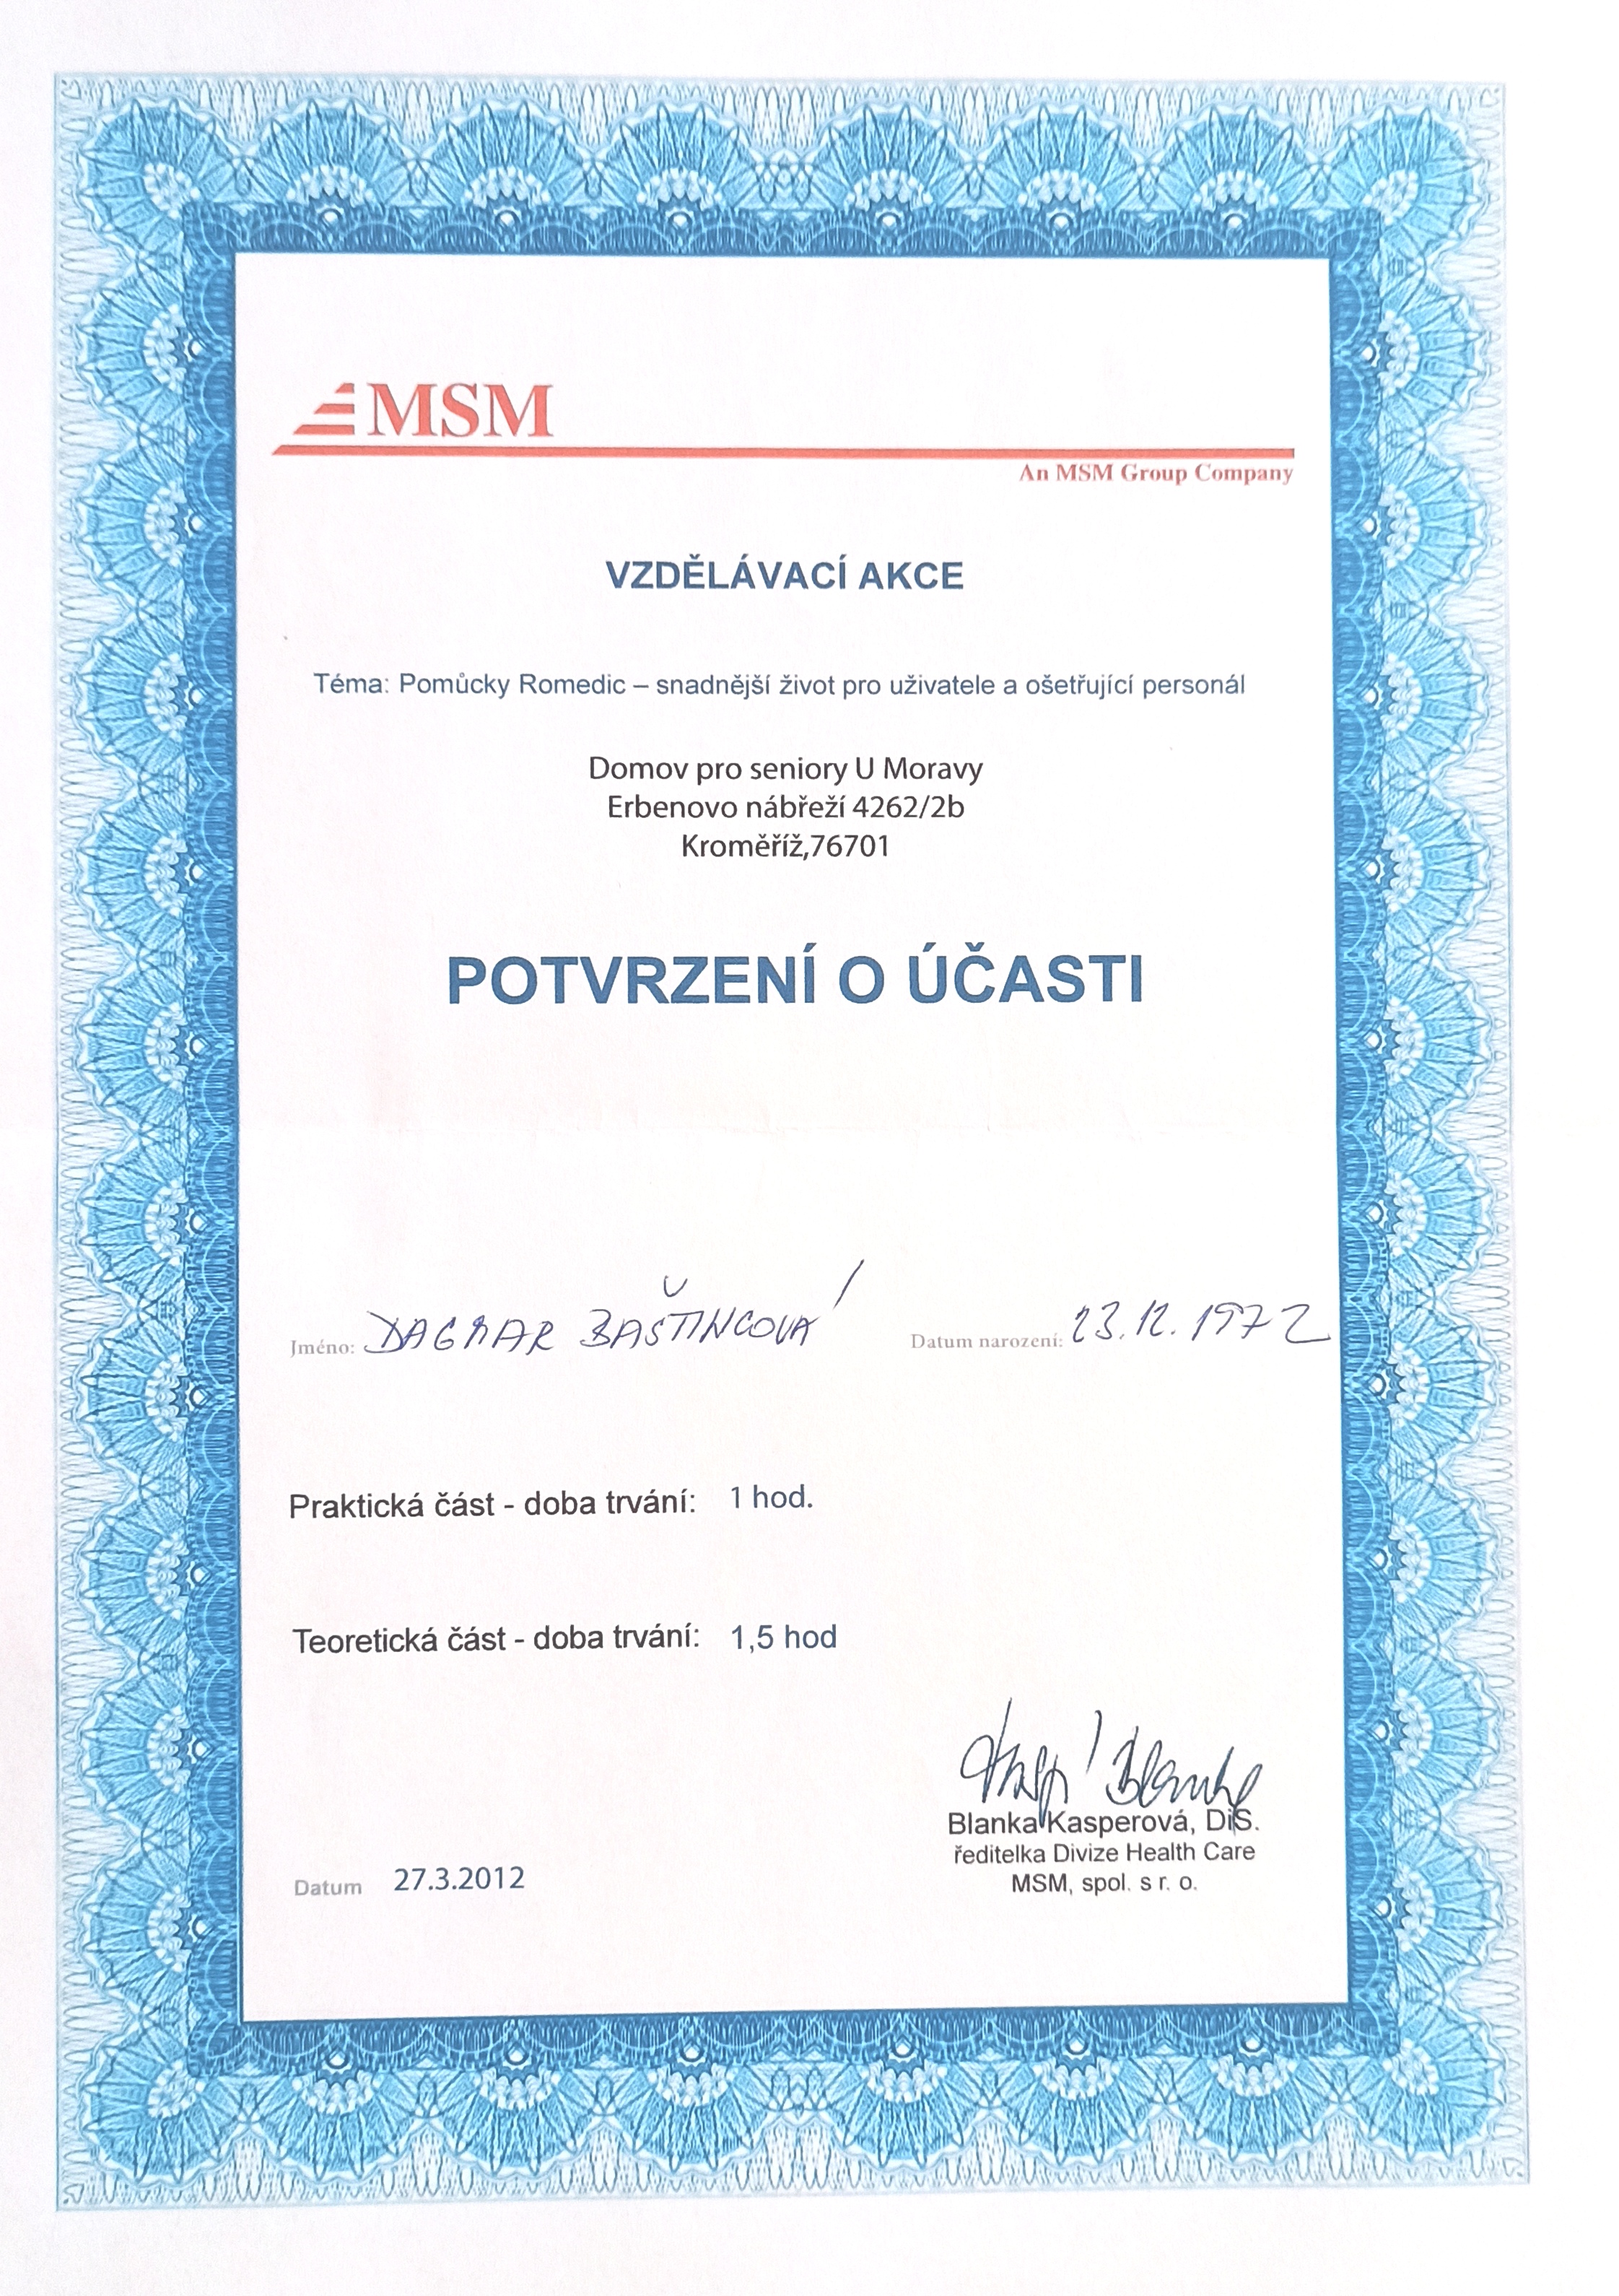 MSM
An MSM Group Company
VZDĚLÁVACÍ AKCE
Téma: Pomůcky Romedic – snadnější život pro uživatele a ošetřující personál
Domov pro seniory U Moravy
Erbenovo nábřeží 4262/2b
Kroměříž,76701
POTVRZENÍ O ÚČASTI
Jméno: DAGMAR BAŠTINCOVÁ Datum narození: 23.12.1972
Praktická část - doba trvání: 1 hod.
Teoretická část - doba trvání: 1,5 hod
Blanka Kasperová, DiS.
ředitelka Divize Health Care
MSM, spol. s r. o.
Datum 27.3.2012